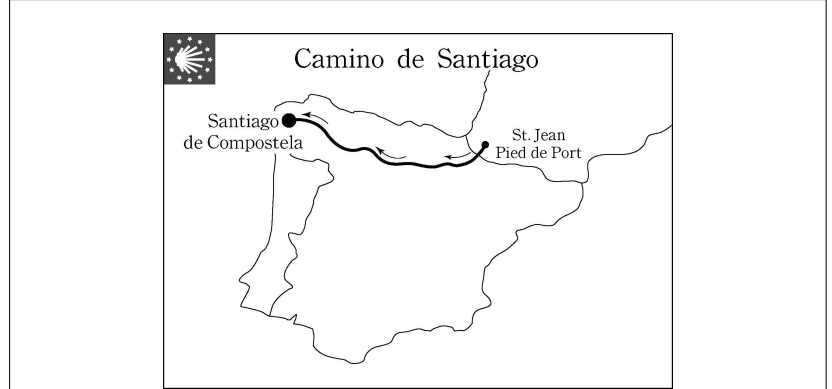 Camino de Santiago
Santiago
de Compostela
St. Jean
Pied de Port